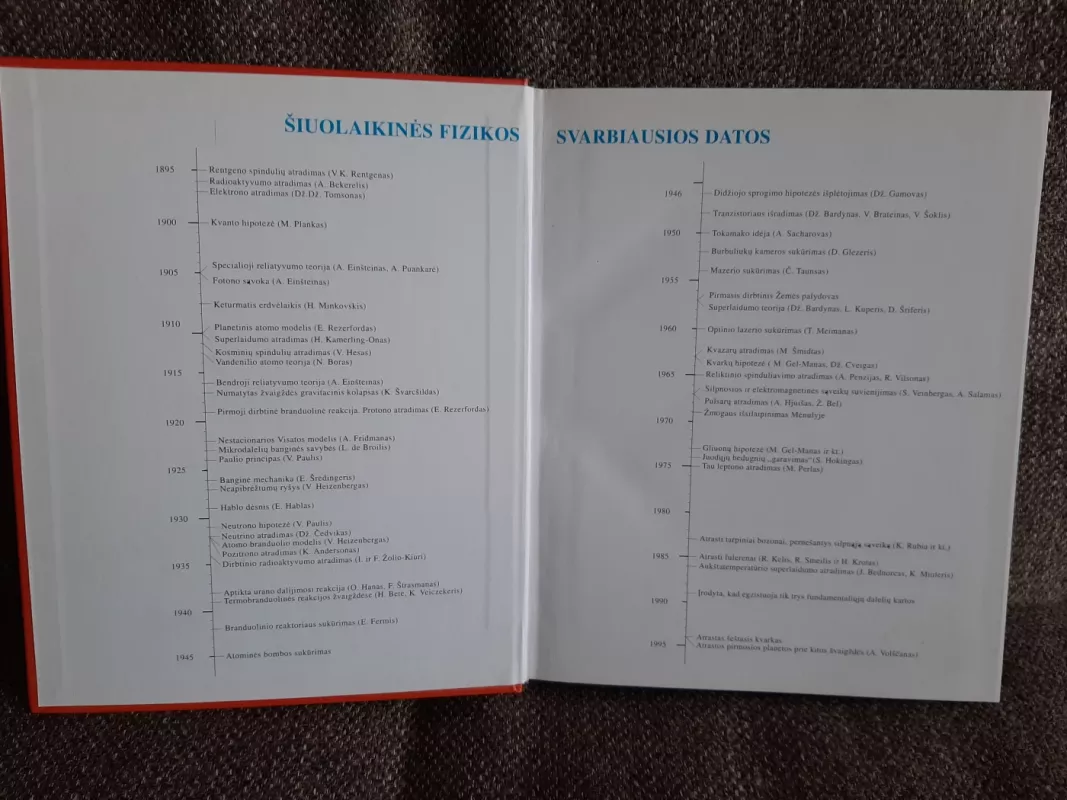 ŠIUOLAIKINĖS FIZIKOS SVARBIAUSIOS DATOS
1895
Rentgeno spindulių atradimas (V.K. Rentgenas)
Radioaktyvumo atradimas (A. Bekerelis)
Elektrono atradimas (Dž.Dž. Tomsonas)
1900
Kvanto hipotezė (M. Plankas)
1905
Specialioji reliatyvumo teorija (A. Einšteinas, A. Puankarė)
Fotono sąvoka (A. Einšteinas)
Keturmatis erdvėlaikis (H. Minkovskis)
1910
Planetinis atomo modelis (E. Rezerfordas)
Superlaidumo atradimas (H. Kamerling-Onas)
Kosminių spindulių atradimas (V. Hesas)
Vandenilio atomo teorija (N. Boras)
1915
Bendroji reliatyvumo teorija (A. Einšteinas)
Numatytas žvaigždės gravitacinis kolapsas (K. Švarcšildas)
Pirmoji dirbtinė branduolinė reakcija. Protono atradimas (E. Rezerfordas)
1920
Nestacionarios Visatos modelis (A. Fridmanas)
Mikrodalelių banginės savybės (L. de Broilis)
Paulio principas (V. Paulis)
1925
Banginė mechanika (E. Šrėdingeris)
Neapibrėžtumų ryšys (V. Heizenbergas)
Hablo dėsnis (E. Hablas)
1930
Neutrono hipotezė (V. Paulis)
Neutrino atradimas (Dž. Čedvikas)
Atomo branduolio modelis (V. Heizenbergas)
Pozitrono atradimas (K. Andersonas)
Dirbtinio radioaktyvumo atradimas (I. ir F. Žolio-Kiuri)
1935
Aptikta urano dalijimosi reakcija (O. Hanas, F. Štrasmanas)
Termobranduolinės reakcijos žvaigždėse (H. Betė, K. Veiczekeris)
1940
Branduolinio reaktoriaus sukūrimas (E. Fermis)
1945
Atominės bombos sukūrimas
1946
Didžiojo sprogimo hipotezės išplėtojimas (Dž. Gamovas)
Tranzistoriaus išradimas (Dž. Bardynas, V. Brateinas, V. Šoklis)
1950
Tokamako idėja (A. Sacharovas)
Burbuliukų kameros sukūrimas (D. Glezeris)
Mazerio sukūrimas (Č. Taunsas)
1955
Pirmasis dirbtinis Žemės palydovas
Superlaidumo teorija (Dž. Bardynas, L. Kuperis, D. Šriferis)
1960
Optinio lazerio sukūrimas (T. Meimanas)
Kvazarų atradimas (M. Šmidtas)
Kvarkų hipotezė ( M. Gel-Manas, Dž. Cveigas)
1965
Reliktinio spinduliavimo atradimas (A. Penzijas, R. Vilsonas)
Silpnosios ir elektromagnetinės sąveikų suvienijimas (S. Veinbergas, A. Salamas)
Pulsarų atradimas (A. Hjuišas, Ž. Bel)
Žmogaus išsilaipinimas Mėnulyje
1970
Gliuonų hipotezė (M. Gel-Manas ir kt.)
Juodųjų bedugnių „garavimas“ (S. Hokingas)
1975
Tau leptono atradimas (M. Perlas)
1980
Atrasti tarpiniai bozonai, pernešantys silpnąją sąveiką (K. Rubia ir kt.)
1985
Atrasti fulerenai (R. Kelis, R. Smeilis ir H. Krotas)
Aukštatemperatūrio superlaidumo atradimas (J. Bednorcas, K. Miuleris)
1990
Įrodyta, kad egzistuoja tik trys fundamentaliųjų dalelių kartos
1995
Atrastas šeštasis kvarkas
Atrastos pirmosios planetos prie kitos žvaigždės (A. Volščanas)